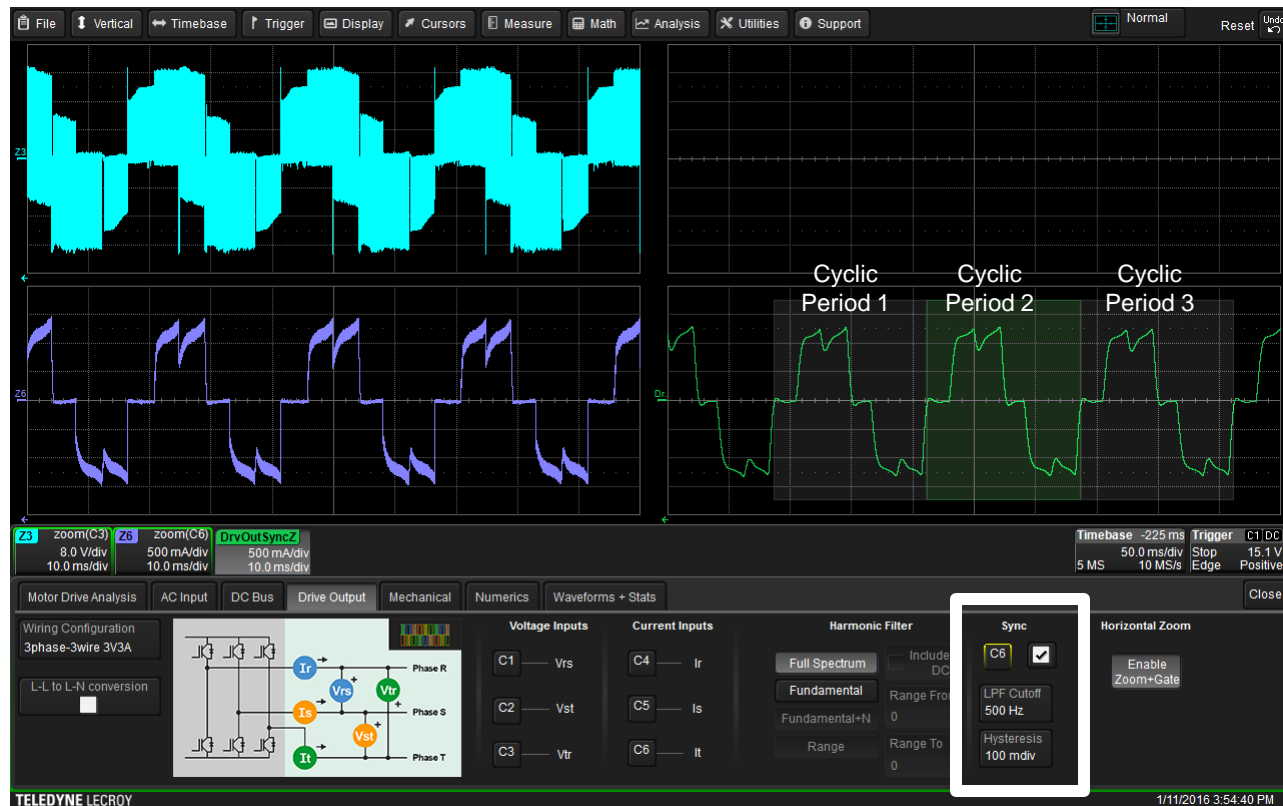 File Vertical Timebase Trigger Display Cursors Measure Math Analysis Utilities Support Normal Reset Undo
Z3
Cyclic Period 1
Cyclic Period 2
Cyclic Period 3
Z6
Dr.
Z3 zoom(C3)
8.0 V/div
10.0 ms/div
Z6 zoom(C6)
500 mA/div
10.0 ms/div
DrvOutSyncZ
500 mA/div
10.0 ms/div
Timebase -225 ms
50.0 ms/div
5 MS 10 MS/s
Trigger C1 DC
Stop 15.1 V
Edge Positive
Motor Drive Analysis AC Input DC Bus Drive Output Mechanical Numerics Waveforms + Stats Close
Wiring Configuration
3phase-3wire 3V3A
L-L to L-N conversion
Ir Phase R
Vrs + Vtr
Is Phase S
Vst + +
It Phase T
Voltage Inputs
C1 Vrs
C2 Vst
C3 Vtr
Current Inputs
C4 Ir
C5 Is
C6 It
Harmonic Filter
Full Spectrum
Fundamental
Fundamental+N
Range
Include DC
Range From
0
Range To
0
Sync
C6
LPF Cutoff
500 Hz
Hysteresis
100 mdiv
Horizontal Zoom
Enable
Zoom+Gate
TELEDYNE LECROY
1/11/2016 3:54:40 PM